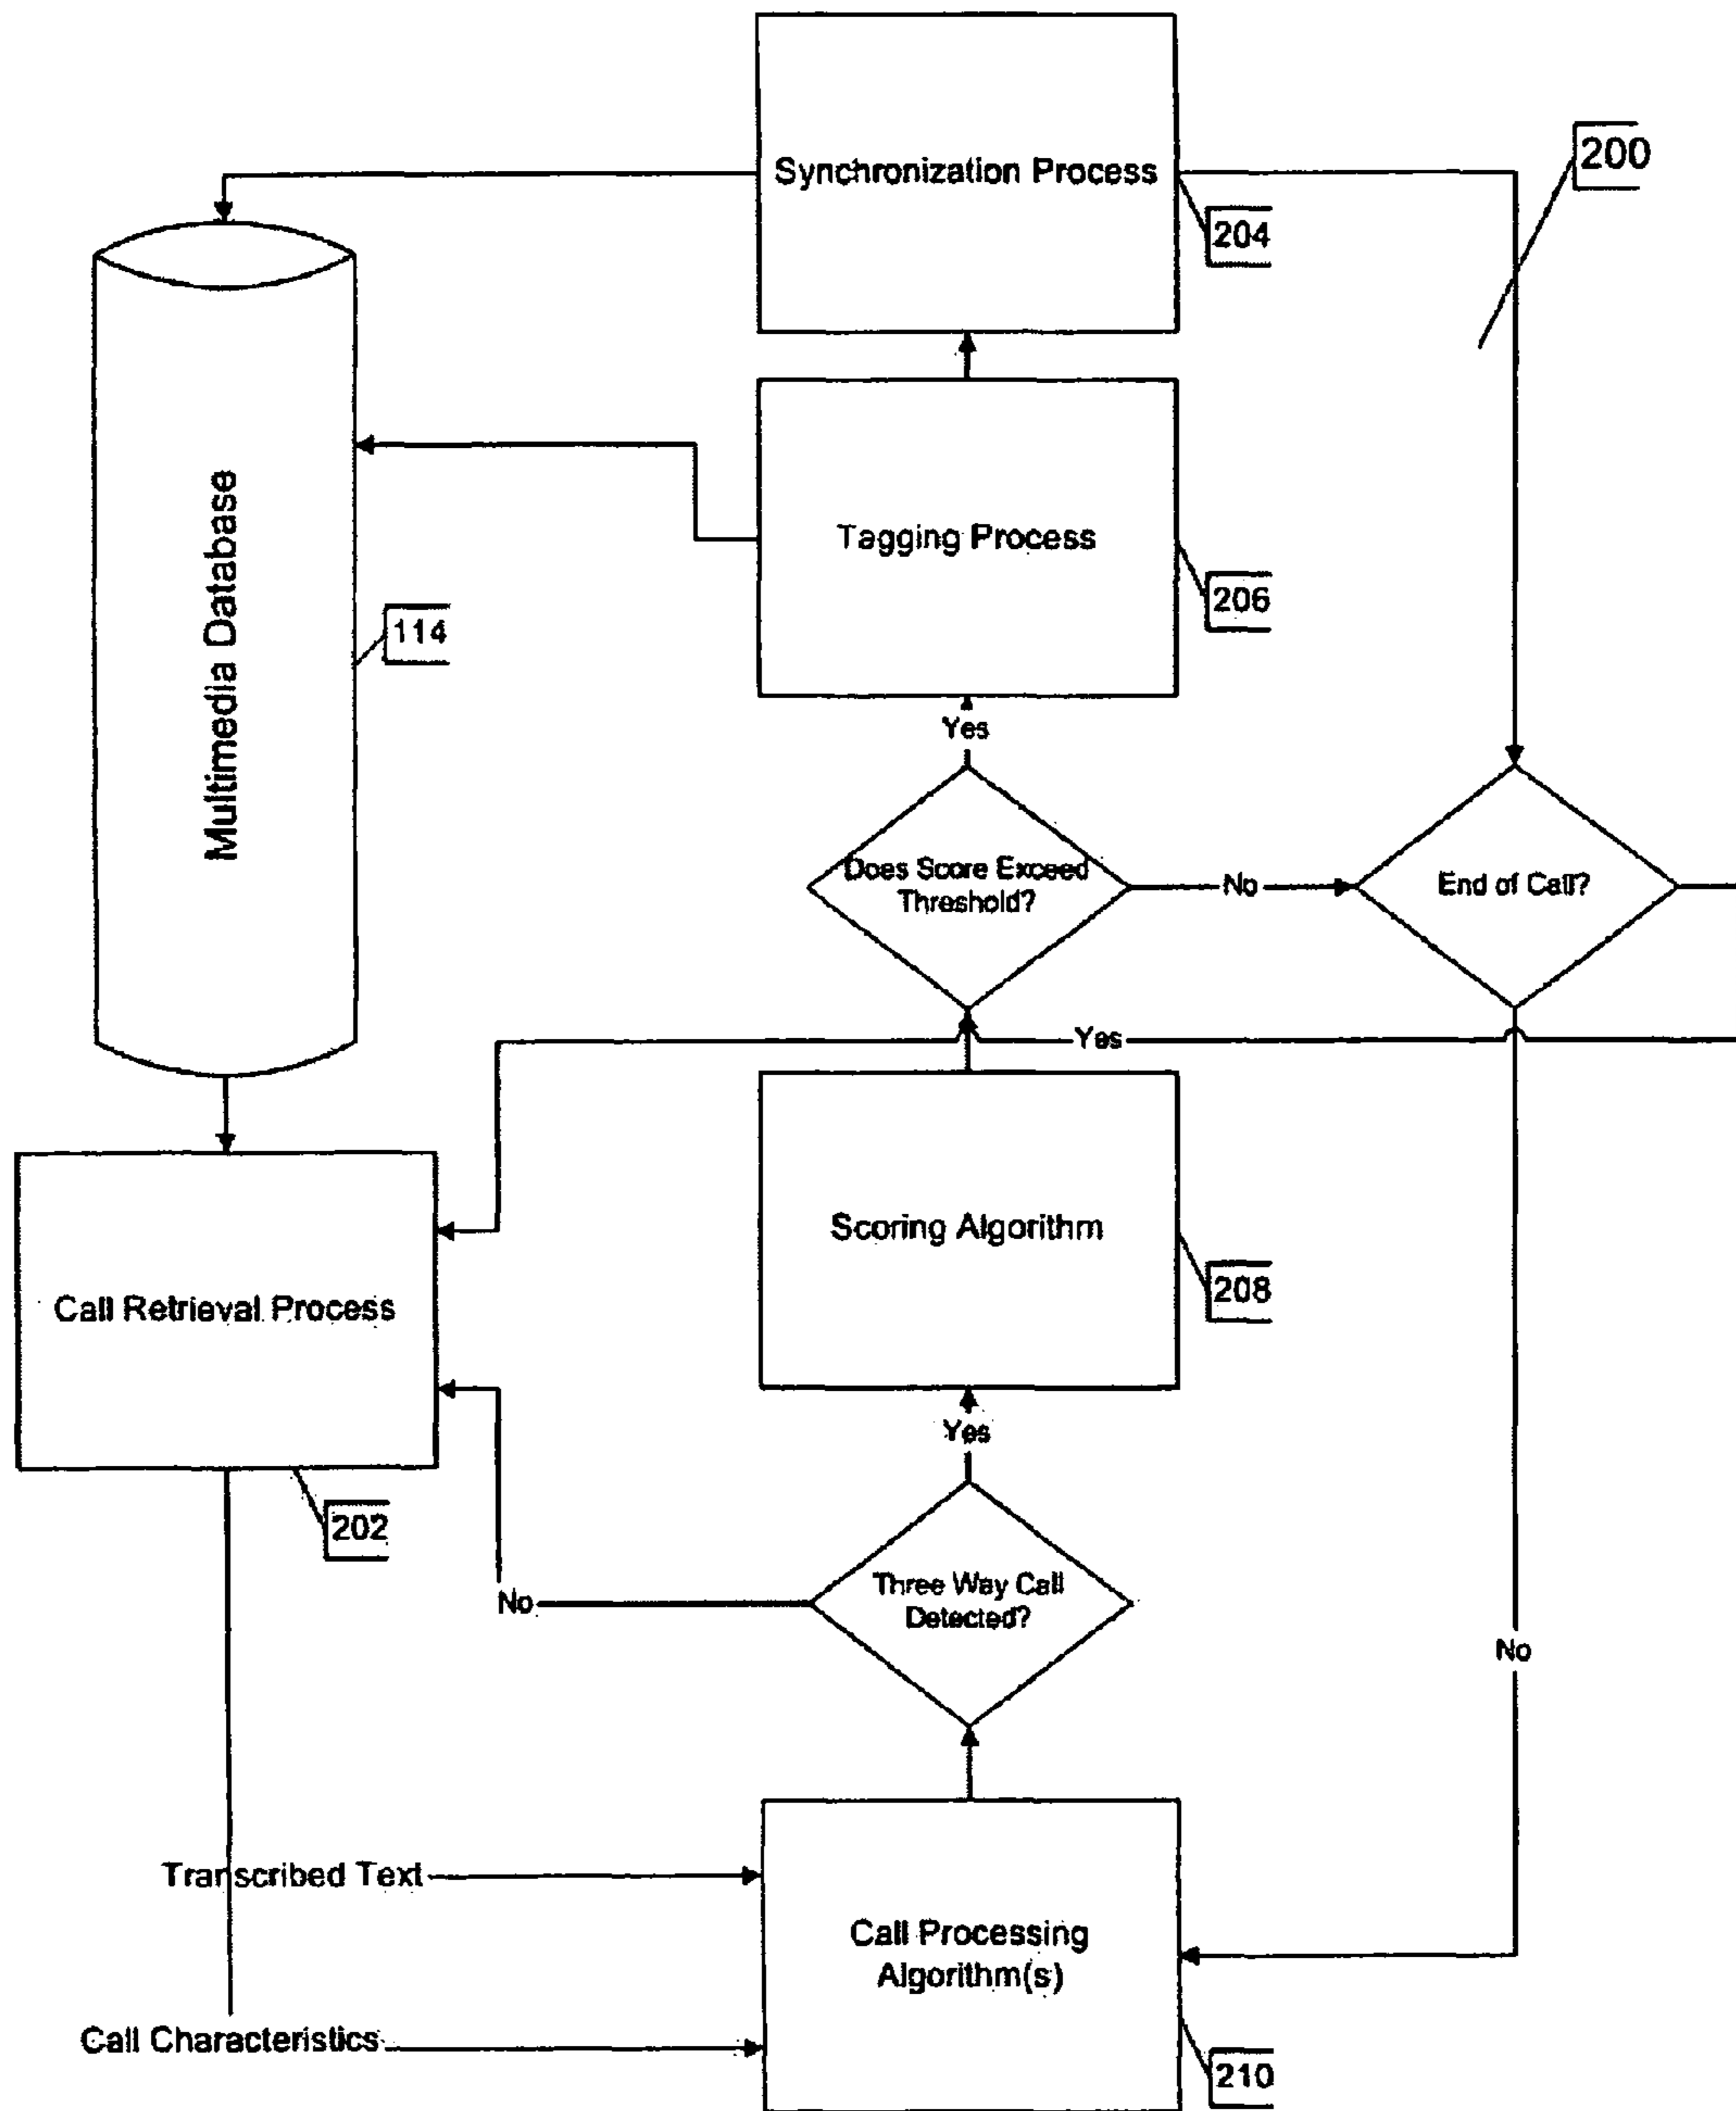 Synchronization Process
200
204
Multimedia Database
114
Tagging Process
206
Yes
Does Score Exceed
Threshold?
No
End of Call?
Yes
Scoring Algorithm
208
Call Retrieval Process
202
Yes
Three Way Call
Detected?
No
No
Transcribed Text
Call Processing
Algorithm(s)
Call Characteristics
210